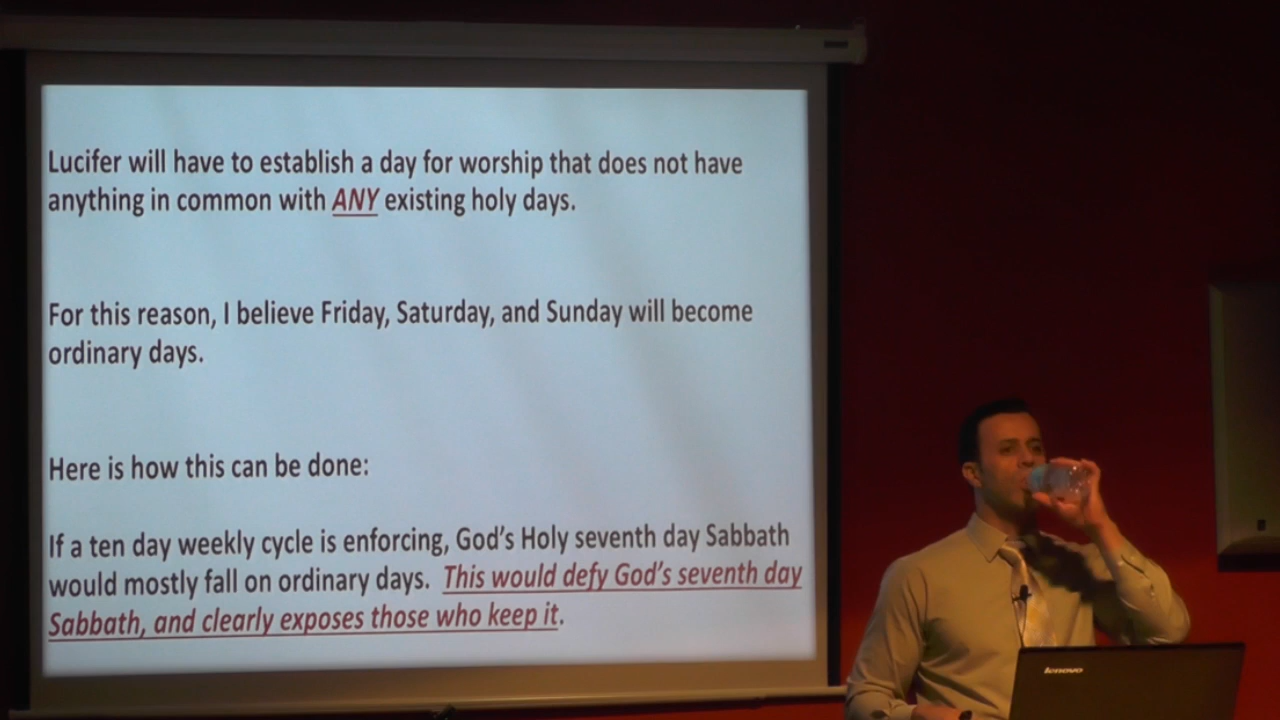 Lucifer will have to establish a day for worship that does not have
anything in common with ANY existing holy days.
For this reason, I believe Friday, Saturday, and Sunday will become
ordinary days.
Here is how this can be done:
If a ten day weekly cycle is enforcing, God's Holy seventh day Sabbath
would mostly fall on ordinary days. This would defy God's seventh day
Sabbath, and clearly exposes those who keep it.
lenovo